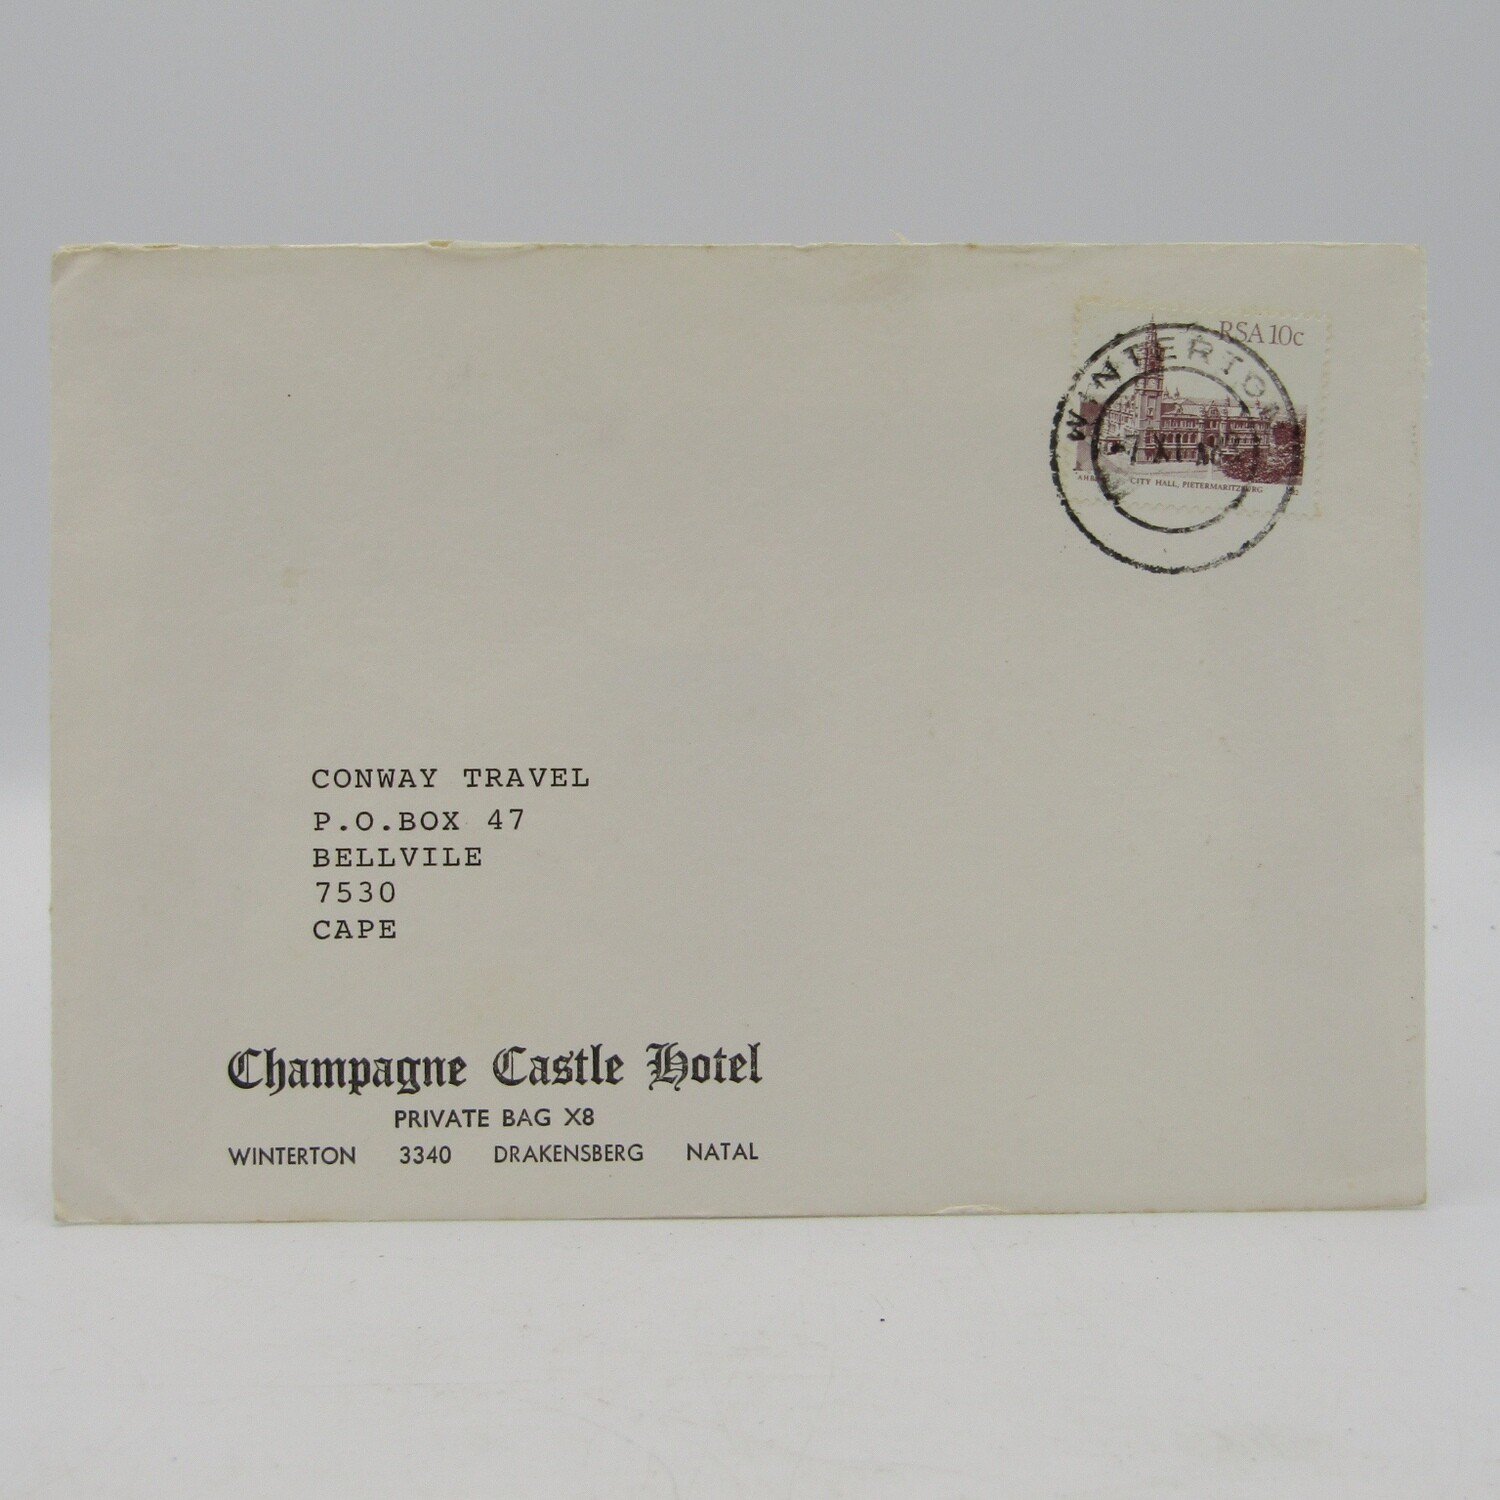 RSA 10c
WINTERTON
CITY HALL, PIETERMARITZBURG
CONWAY TRAVEL
P.O.BOX 47
BELLVILE
7530
CAPE
Champagne Castle Hotel
PRIVATE BAG X8
WINTERTON 3340 DRAKENSBERG NATAL